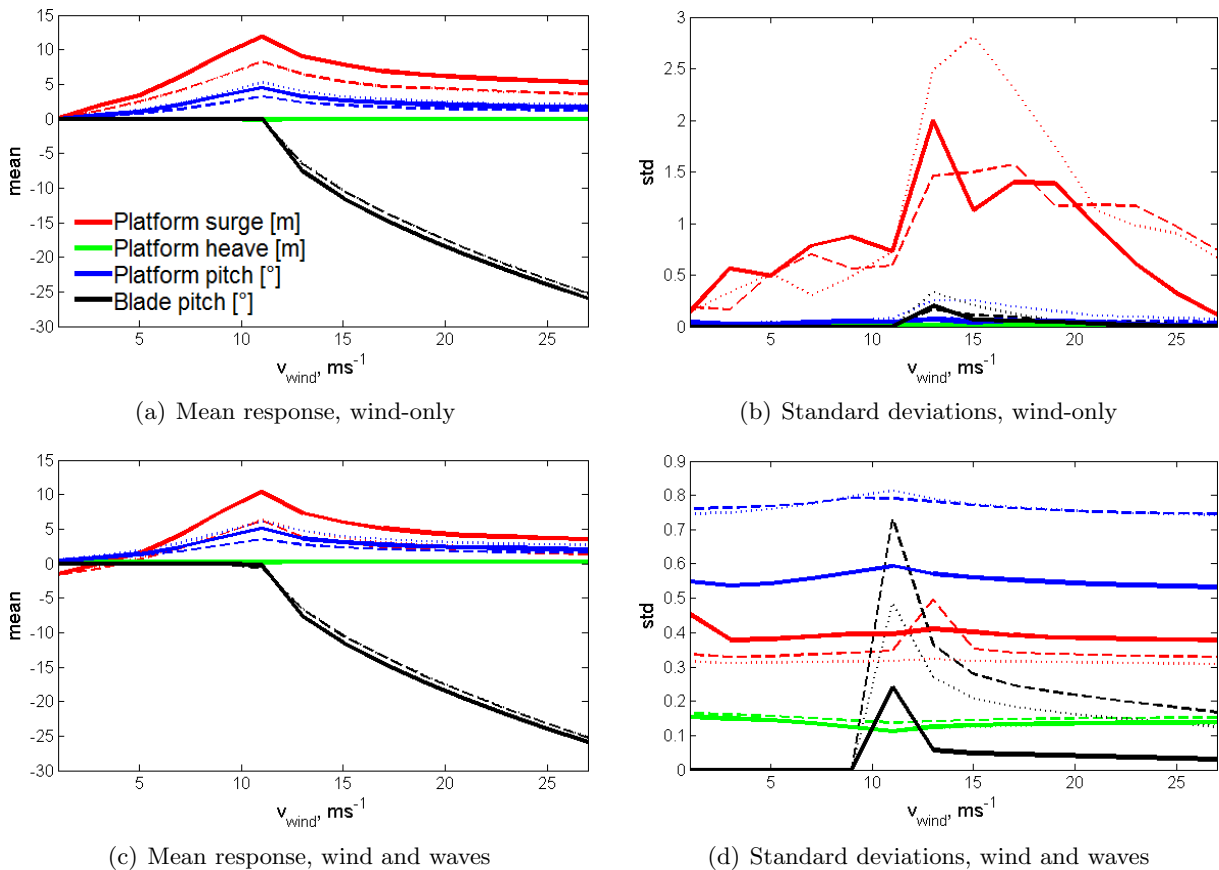 15
10
5
0
-5
-10
-15
-20
-25
-30
mean
Platform surge [m]
Platform heave [m]
Platform pitch [°]
Blade pitch [°]
5 10 15 20 25
v_wind, ms^-1
(a) Mean response, wind-only
3
2.5
2
1.5
1
0.5
0
std
5 10 15 20 25
v_wind, ms^-1
(b) Standard deviations, wind-only
15
10
5
0
-5
-10
-15
-20
-25
-30
mean
5 10 15 20 25
v_wind, ms^-1
(c) Mean response, wind and waves
0.9
0.8
0.7
0.6
0.5
0.4
0.3
0.2
0.1
0
std
5 10 15 20 25
v_wind, ms^-1
(d) Standard deviations, wind and waves